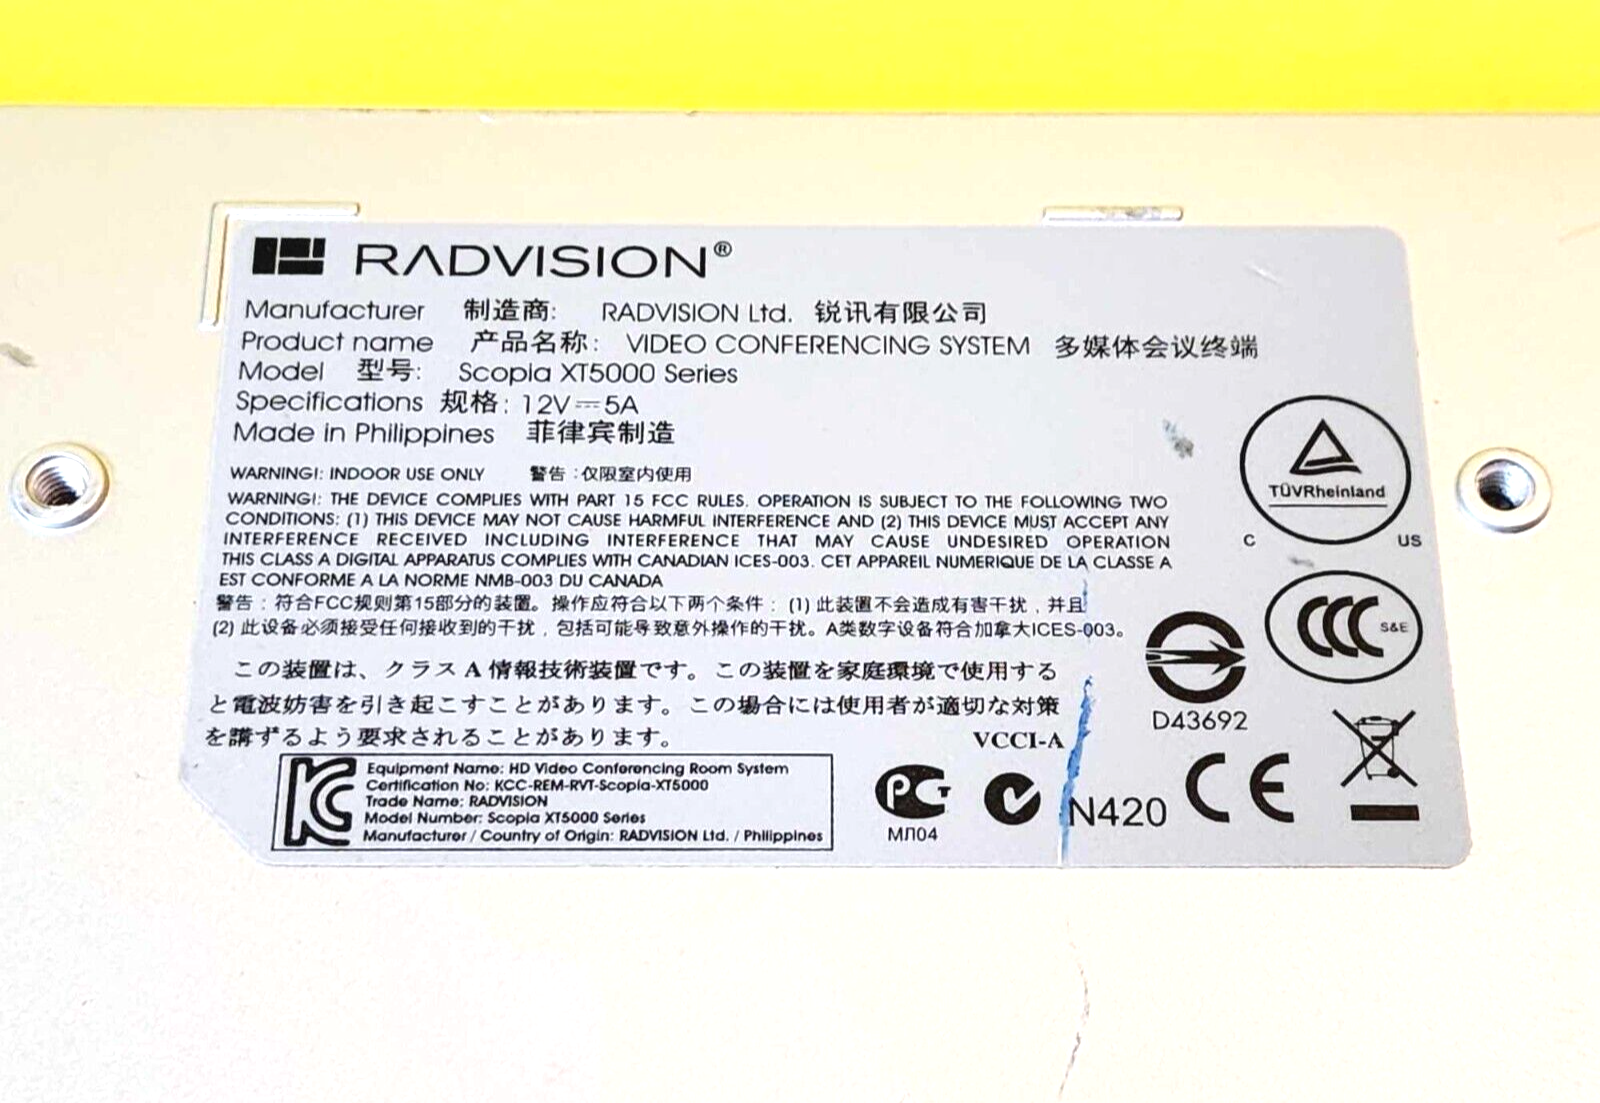 RADVISION®
Manufacturer 制造商: RADVISION Ltd. 锐讯有限公司
Product name 产品名称: VIDEO CONFERENCING SYSTEM 多媒体会议终端
Model 型号: Scopia XT5000 Series
Specifications 规格: 12V⎓5A
Made in Philippines 菲律宾制造
WARNING!: INDOOR USE ONLY 警告:仅限室内使用
WARNING!: THE DEVICE COMPLIES WITH PART 15 FCC RULES. OPERATION IS SUBJECT TO THE FOLLOWING TWO
CONDITIONS: (1) THIS DEVICE MAY NOT CAUSE HARMFUL INTERFERENCE AND (2) THIS DEVICE MUST ACCEPT ANY
INTERFERENCE RECEIVED INCLUDING INTERFERENCE THAT MAY CAUSE UNDESIRED OPERATION
THIS CLASS A DIGITAL APPARATUS COMPLIES WITH CANADIAN ICES-003. CET APPAREIL NUMERIQUE DE LA CLASSE A
EST CONFORME A LA NORME NMB-003 DU CANADA
警告:符合FCC规则第15部分的装置。操作应符合以下两个条件:(1) 此装置不会造成有害干扰,并且
(2) 此设备必须接受任何接收到的干扰,包括可能导致意外操作的干扰。A类数字设备符合加拿大ICES-003。
この装置は、クラス A 情報技術装置です。この装置を家庭環境で使用する
と電波妨害を引き起こすことがあります。この場合には使用者が適切な対策
を講ずるよう要求されることがあります。 VCCI-A
KC
Equipment Name: HD Video Conferencing Room System
Certification No: KCC-REM-RVT-Scopia-XT5000
Trade Name: RADVISION
Model Number: Scopia XT5000 Series
Manufacturer / Country of Origin: RADVISION Ltd. / Philippines
РСТ
МЛ04
N420
CE
TÜVRheinland
C US
CCC S&E
D43692